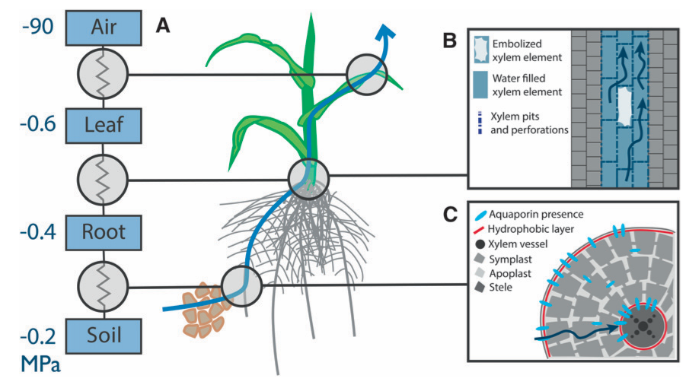 -90
Air
A
-0.6
Leaf
-0.4
Root
-0.2
Soil
MPa
B
Embolized
xylem element
Water filled
xylem element
Xylem pits
and perforations
C
Aquaporin presence
Hydrophobic layer
Xylem vessel
Symplast
Apoplast
Stele